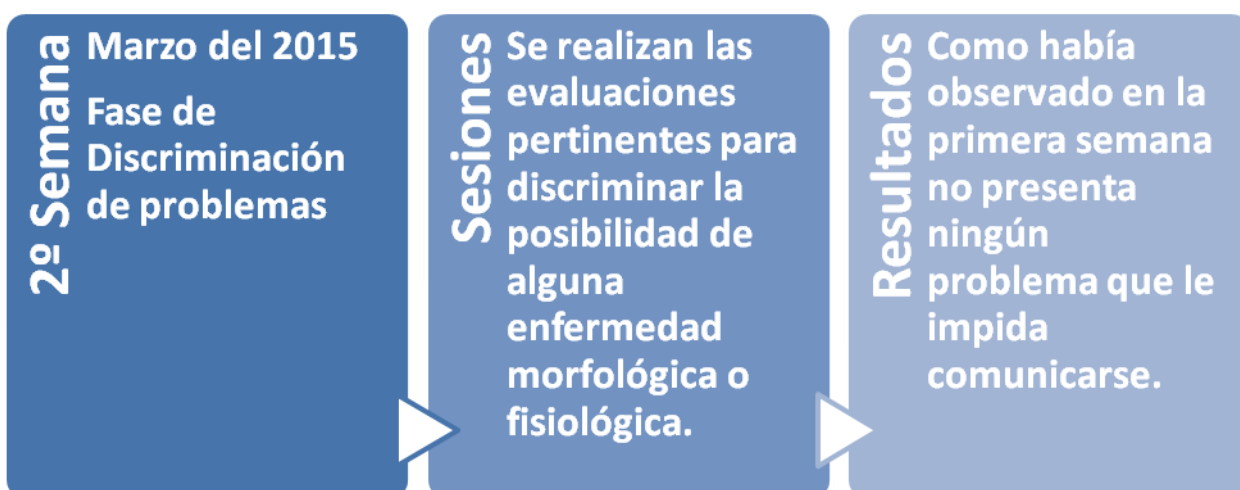 2º Semana
Marzo del 2015
Fase de
Discriminación
de problemas
Sesiones
Se realizan las
evaluaciones
pertinentes para
discriminar la
posibilidad de
alguna
enfermedad
morfológica o
fisiológica.
Resultados
Como había
observado en la
primera semana
no presenta
ningún
problema que le
impida
comunicarse.